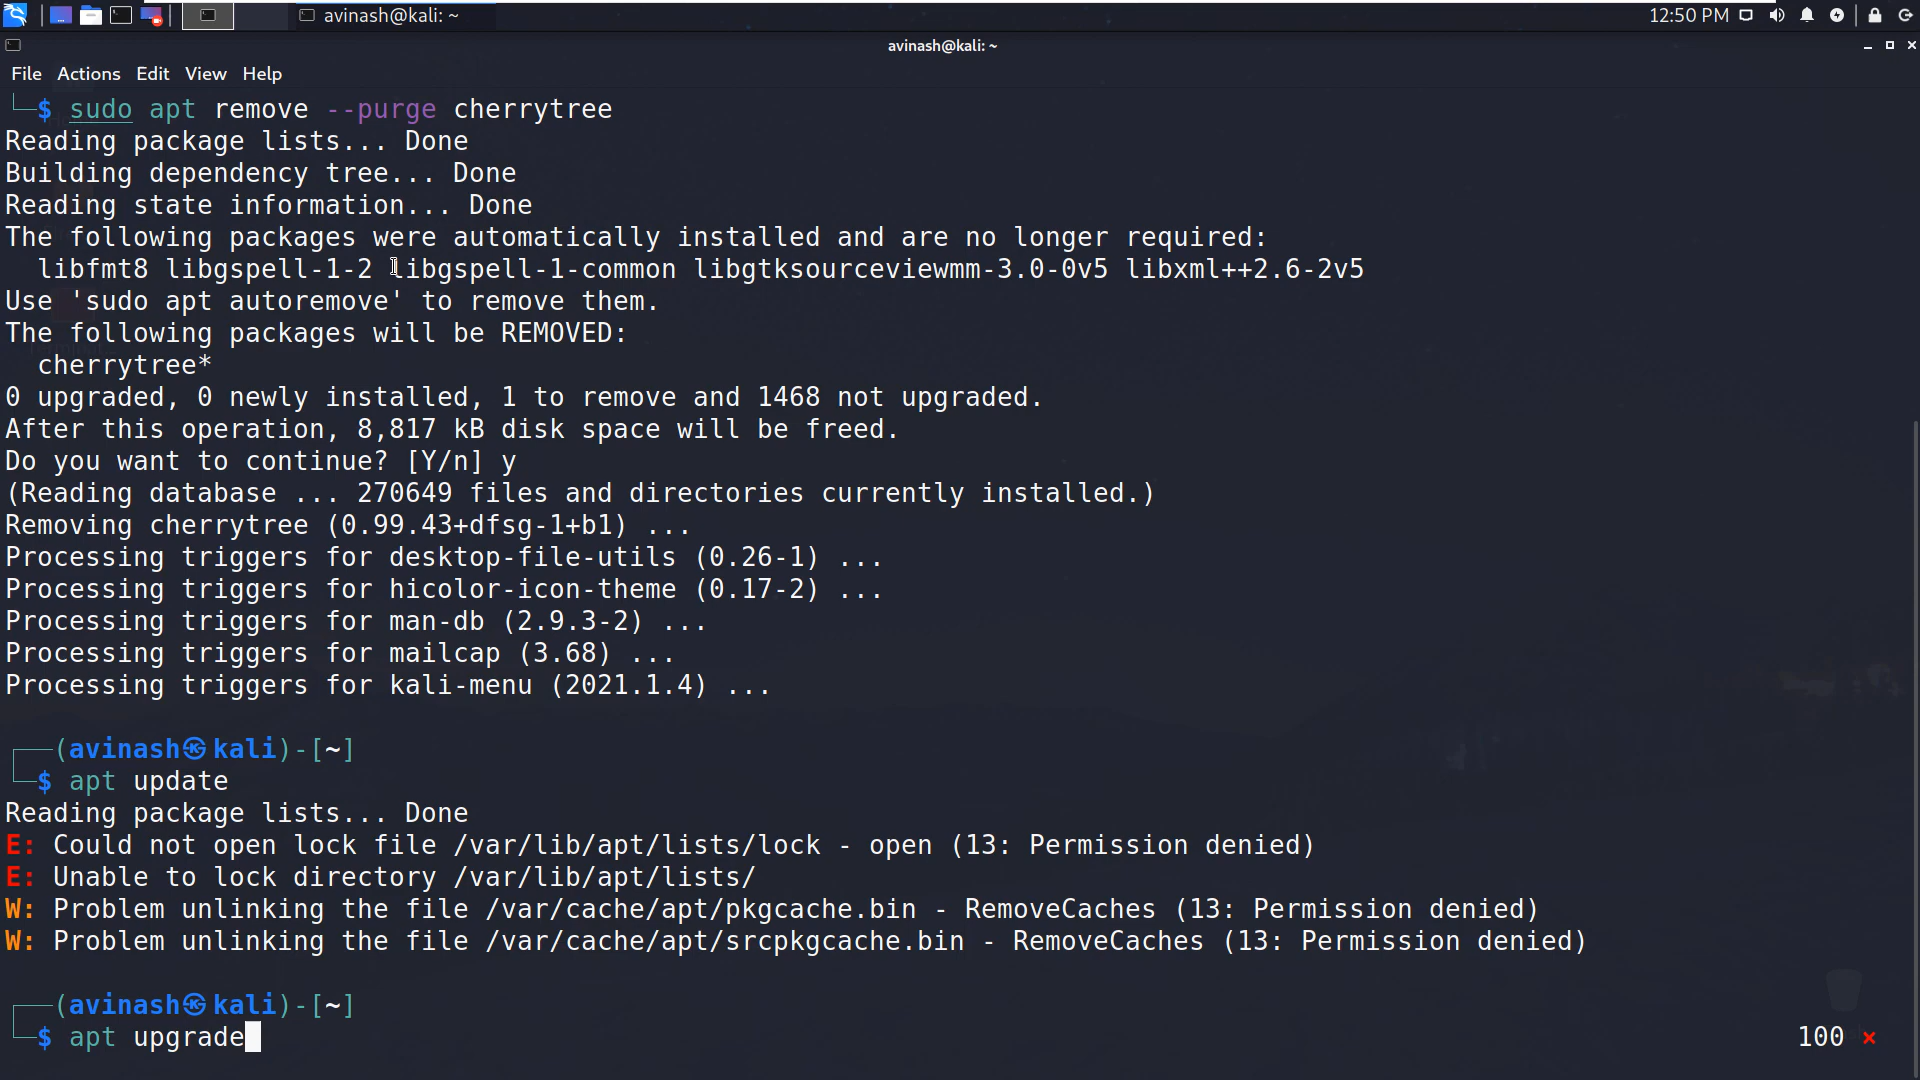 avinash@kali: ~
12:50 PM
avinash@kali: ~
File Actions Edit View Help
└─$ sudo apt remove --purge cherrytree
Reading package lists... Done
Building dependency tree... Done
Reading state information... Done
The following packages were automatically installed and are no longer required:
  libfmt8 libgspell-1-2 libgspell-1-common libgtksourceviewmm-3.0-0v5 libxml++2.6-2v5
Use 'sudo apt autoremove' to remove them.
The following packages will be REMOVED:
  cherrytree*
0 upgraded, 0 newly installed, 1 to remove and 1468 not upgraded.
After this operation, 8,817 kB disk space will be freed.
Do you want to continue? [Y/n] y
(Reading database ... 270649 files and directories currently installed.)
Removing cherrytree (0.99.43+dfsg-1+b1) ...
Processing triggers for desktop-file-utils (0.26-1) ...
Processing triggers for hicolor-icon-theme (0.17-2) ...
Processing triggers for man-db (2.9.3-2) ...
Processing triggers for mailcap (3.68) ...
Processing triggers for kali-menu (2021.1.4) ...
┌──(avinash㉿kali)-[~]
└─$ apt update
Reading package lists... Done
E: Could not open lock file /var/lib/apt/lists/lock - open (13: Permission denied)
E: Unable to lock directory /var/lib/apt/lists/
W: Problem unlinking the file /var/cache/apt/pkgcache.bin - RemoveCaches (13: Permission denied)
W: Problem unlinking the file /var/cache/apt/srcpkgcache.bin - RemoveCaches (13: Permission denied)
┌──(avinash㉿kali)-[~]
└─$ apt upgrade 100 ⨯